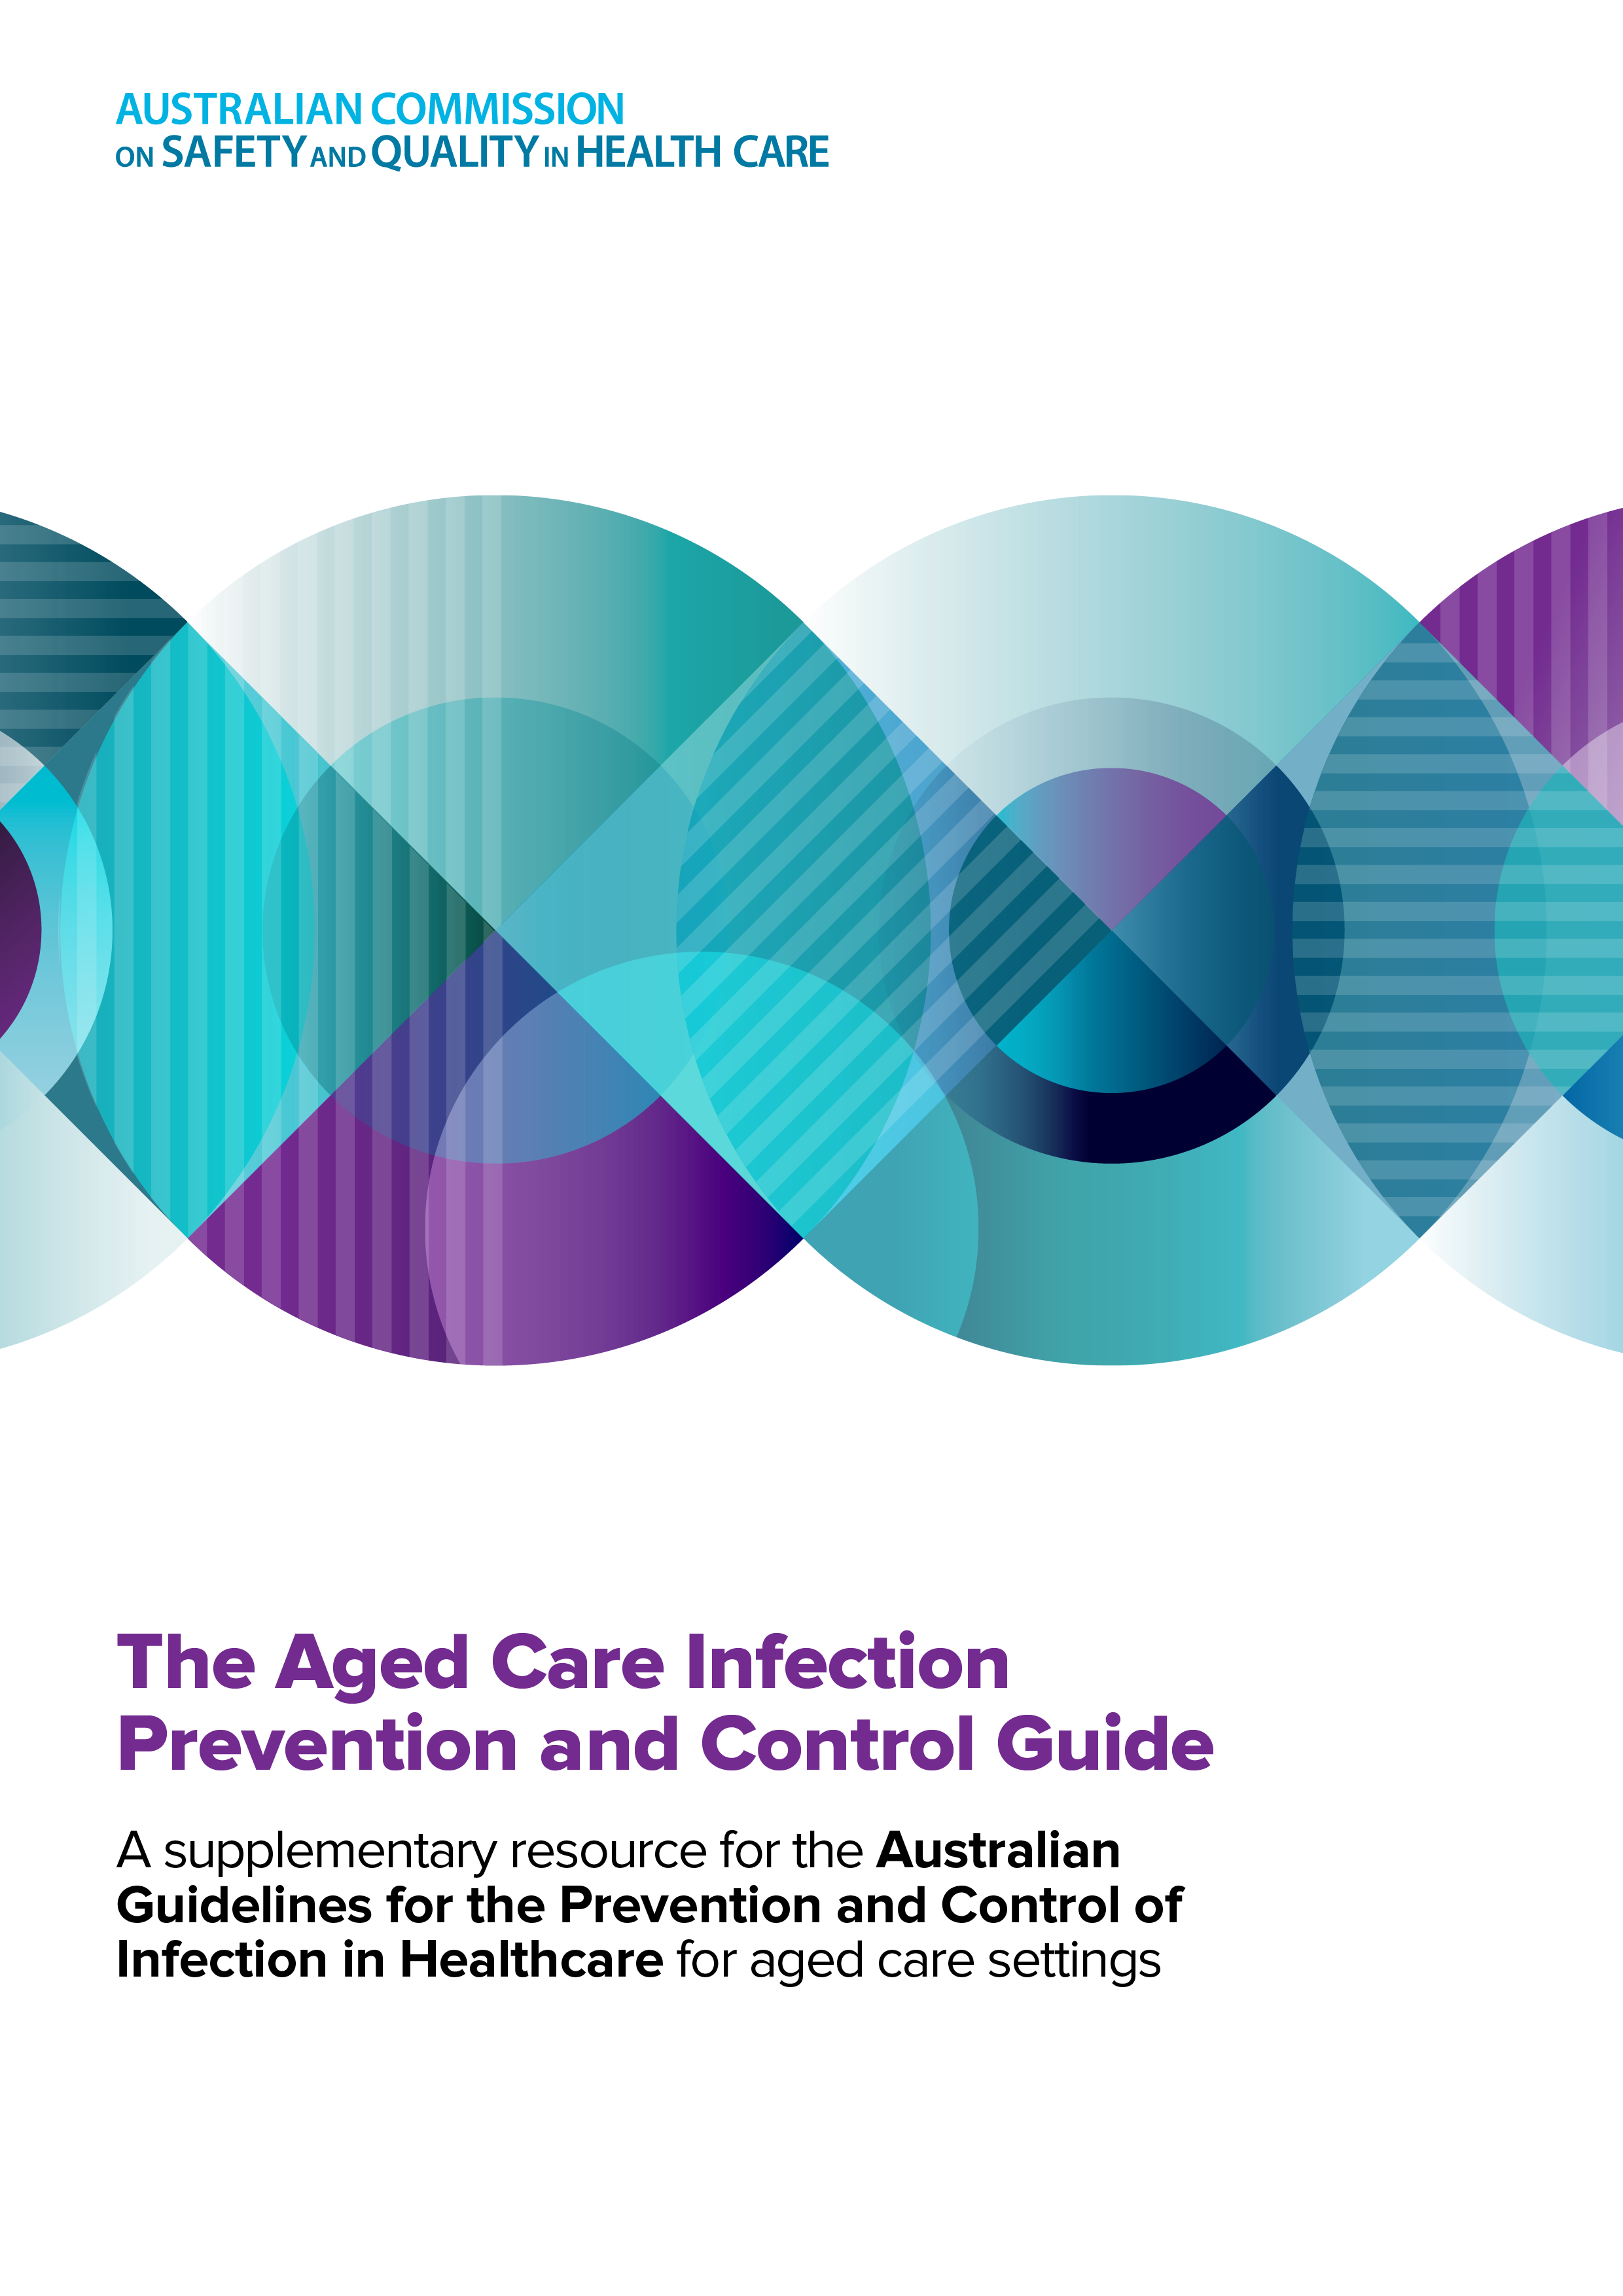 AUSTRALIAN COMMISSION
ON SAFETY AND QUALITY IN HEALTH CARE
The Aged Care Infection
Prevention and Control Guide
A supplementary resource for the Australian
Guidelines for the Prevention and Control of
Infection in Healthcare for aged care settings